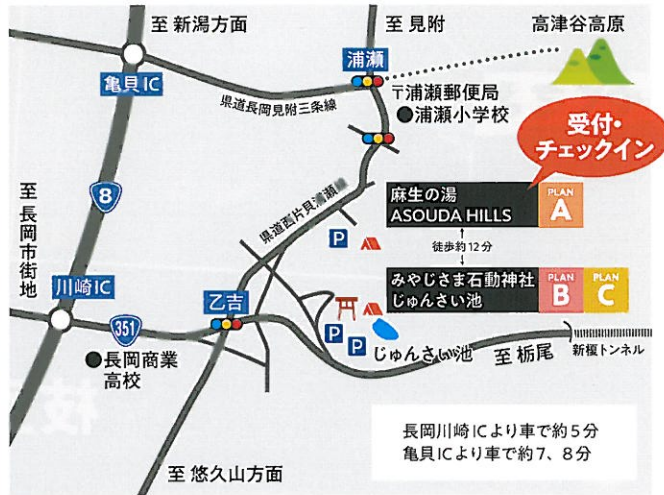 至 新潟方面
至 見附
高津谷高原
亀貝IC
浦瀬
県道長岡見附三条線
〒浦瀬郵便局
浦瀬小学校
受付・
チェックイン
至 長岡市街地
8
県道西片貝浦瀬線
P
麻生の湯
ASOUDA HILLS
PLAN
A
徒歩約12分
みやじさま石動神社
じゅんさい池
PLAN
B
PLAN
C
川崎IC
乙吉
351
長岡商業
高校
P
P
じゅんさい池
至 栃尾
新榎トンネル
至 悠久山方面
長岡川崎ICより車で約5分
亀貝ICより車で約7、8分